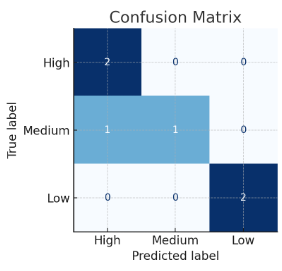 Confusion Matrix
True label
High 2 0 0
Medium 1 1 0
Low 0 0 2
High Medium Low
Predicted label